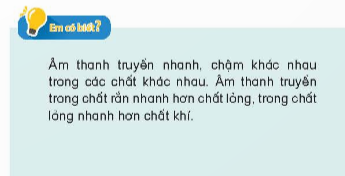 Em có biết?
Âm thanh truyền nhanh, chậm khác nhau
trong các chất khác nhau. Âm thanh truyền
trong chất rắn nhanh hơn chất lỏng, trong chất
lỏng nhanh hơn chất khí.